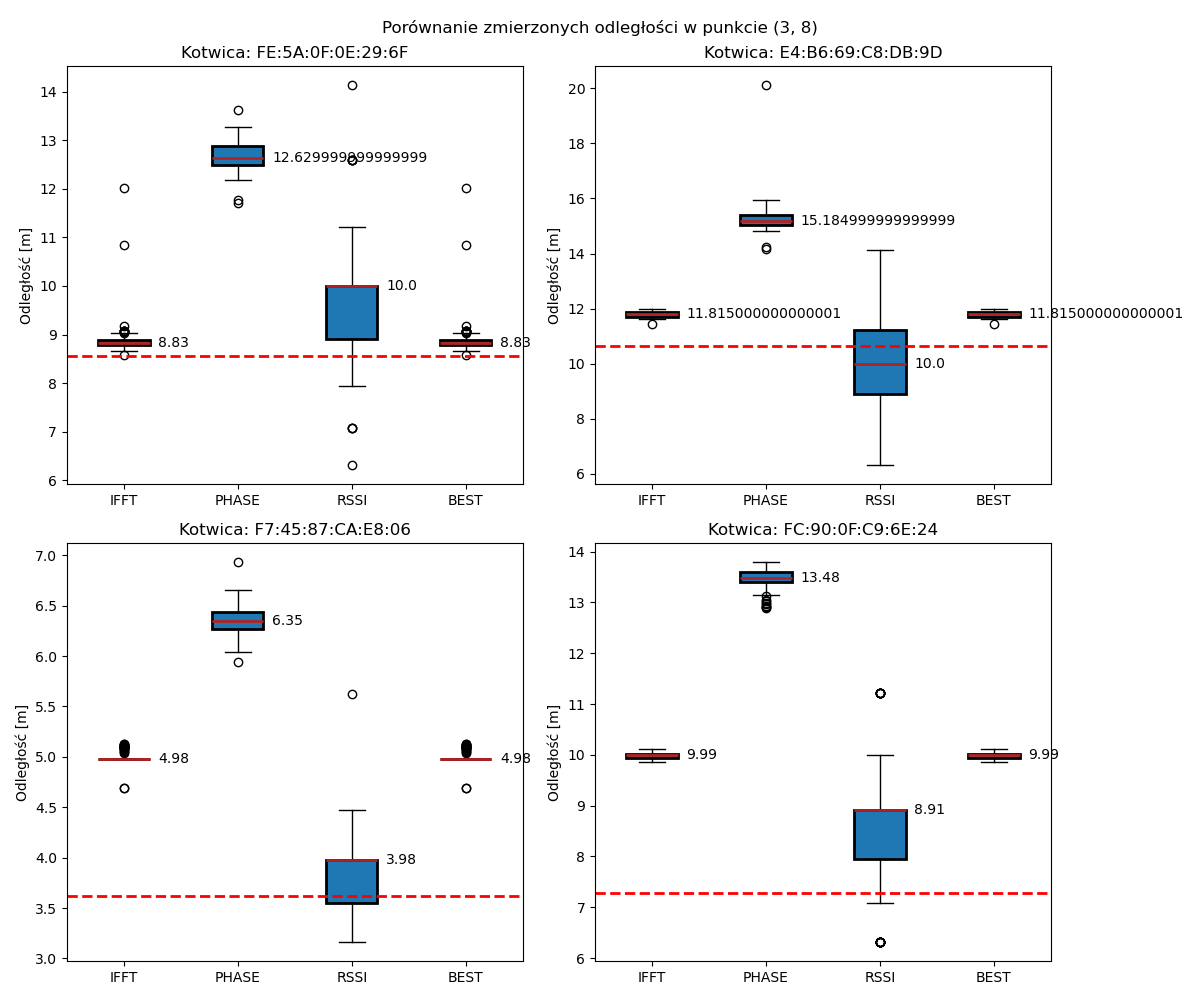 Porównanie zmierzonych odległości w punkcie (3, 8)
Kotwica: FE:5A:0F:0E:29:6F
Odległość [m]
14
13
12
11
10
9
8
7
6
12.629999999999999
10.0
8.83
8.83
IFFT
PHASE
RSSI
BEST
Kotwica: E4:B6:69:C8:DB:9D
Odległość [m]
20
18
16
14
12
10
8
6
15.184999999999999
11.815000000000001
11.815000000000001
10.0
IFFT
PHASE
RSSI
BEST
Kotwica: F7:45:87:CA:E8:06
Odległość [m]
7.0
6.5
6.0
5.5
5.0
4.5
4.0
3.5
3.0
6.35
4.98
4.98
3.98
IFFT
PHASE
RSSI
BEST
Kotwica: FC:90:0F:C9:6E:24
Odległość [m]
14
13
12
11
10
9
8
7
6
13.48
9.99
9.99
8.91
IFFT
PHASE
RSSI
BEST